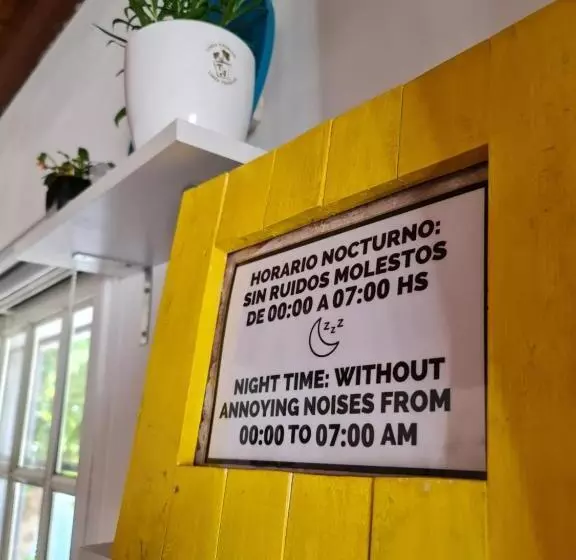 HORARIO NOCTURNO:
SIN RUIDOS MOLESTOS
DE 00:00 A 07:00 HS
zzz
NIGHT TIME: WITHOUT
ANNOYING NOISES FROM
00:00 TO 07:00 AM